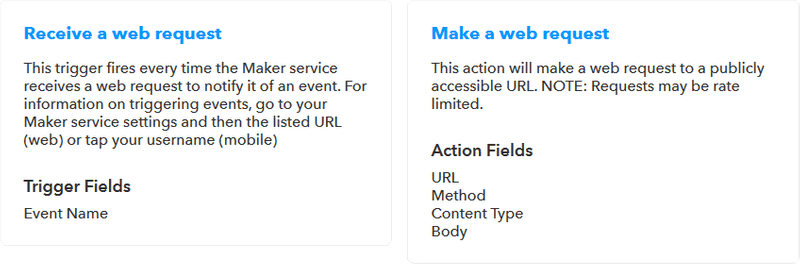 Receive a web request
This trigger fires every time the Maker service
receives a web request to notify it of an event. For
information on triggering events, go to your
Maker service settings and then the listed URL
(web) or tap your username (mobile)
Trigger Fields
Event Name
Make a web request
This action will make a web request to a publicly
accessible URL. NOTE: Requests may be rate
limited.
Action Fields
URL
Method
Content Type
Body